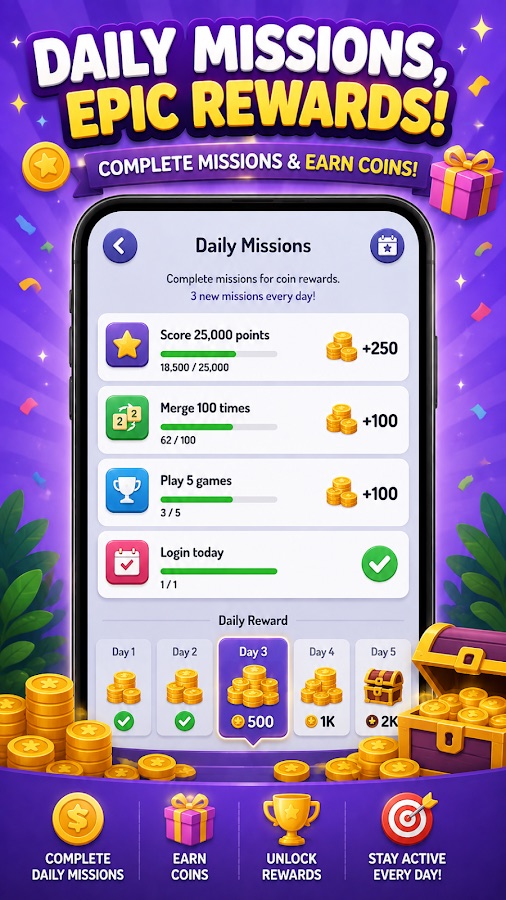 DAILY MISSIONS,
EPIC REWARDS!
COMPLETE MISSIONS & EARN COINS!
Daily Missions
Complete missions for coin rewards.
3 new missions every day!
Score 25,000 points
18,500 / 25,000
+250
Merge 100 times
2 2
62 / 100
+100
Play 5 games
3 / 5
+100
Login today
1 / 1
Daily Reward
Day 1
Day 2
Day 3
500
Day 4
1K
Day 5
2K
COMPLETE
DAILY MISSIONS
EARN
COINS
UNLOCK
REWARDS
STAY ACTIVE
EVERY DAY!